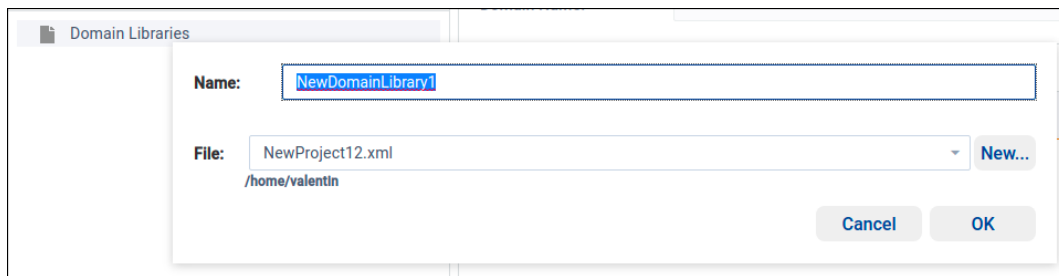 Domain Libraries
Name:
NewDomainLibrary1
File:
NewProject12.xml
New...
/home/valentin
Cancel
OK